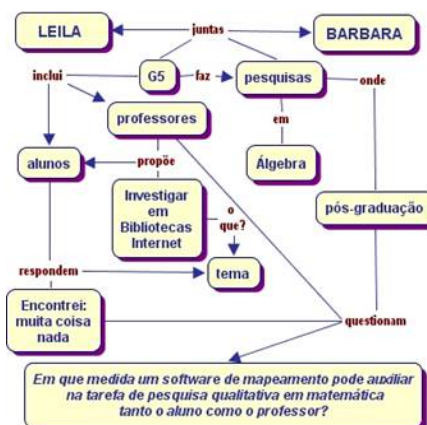 LEILA
juntas
BARBARA
inclui
G5
faz
pesquisas
onde
professores
em
alunos
propõe
Álgebra
Investigar
em
Bibliotecas
Internet
o
que?
pós-graduação
respondem
tema
Encontrei:
muita coisa
nada
questionam
Em que medida um software de mapeamento pode auxiliar
na tarefa de pesquisa qualitativa em matemática
tanto o aluno como o professor?